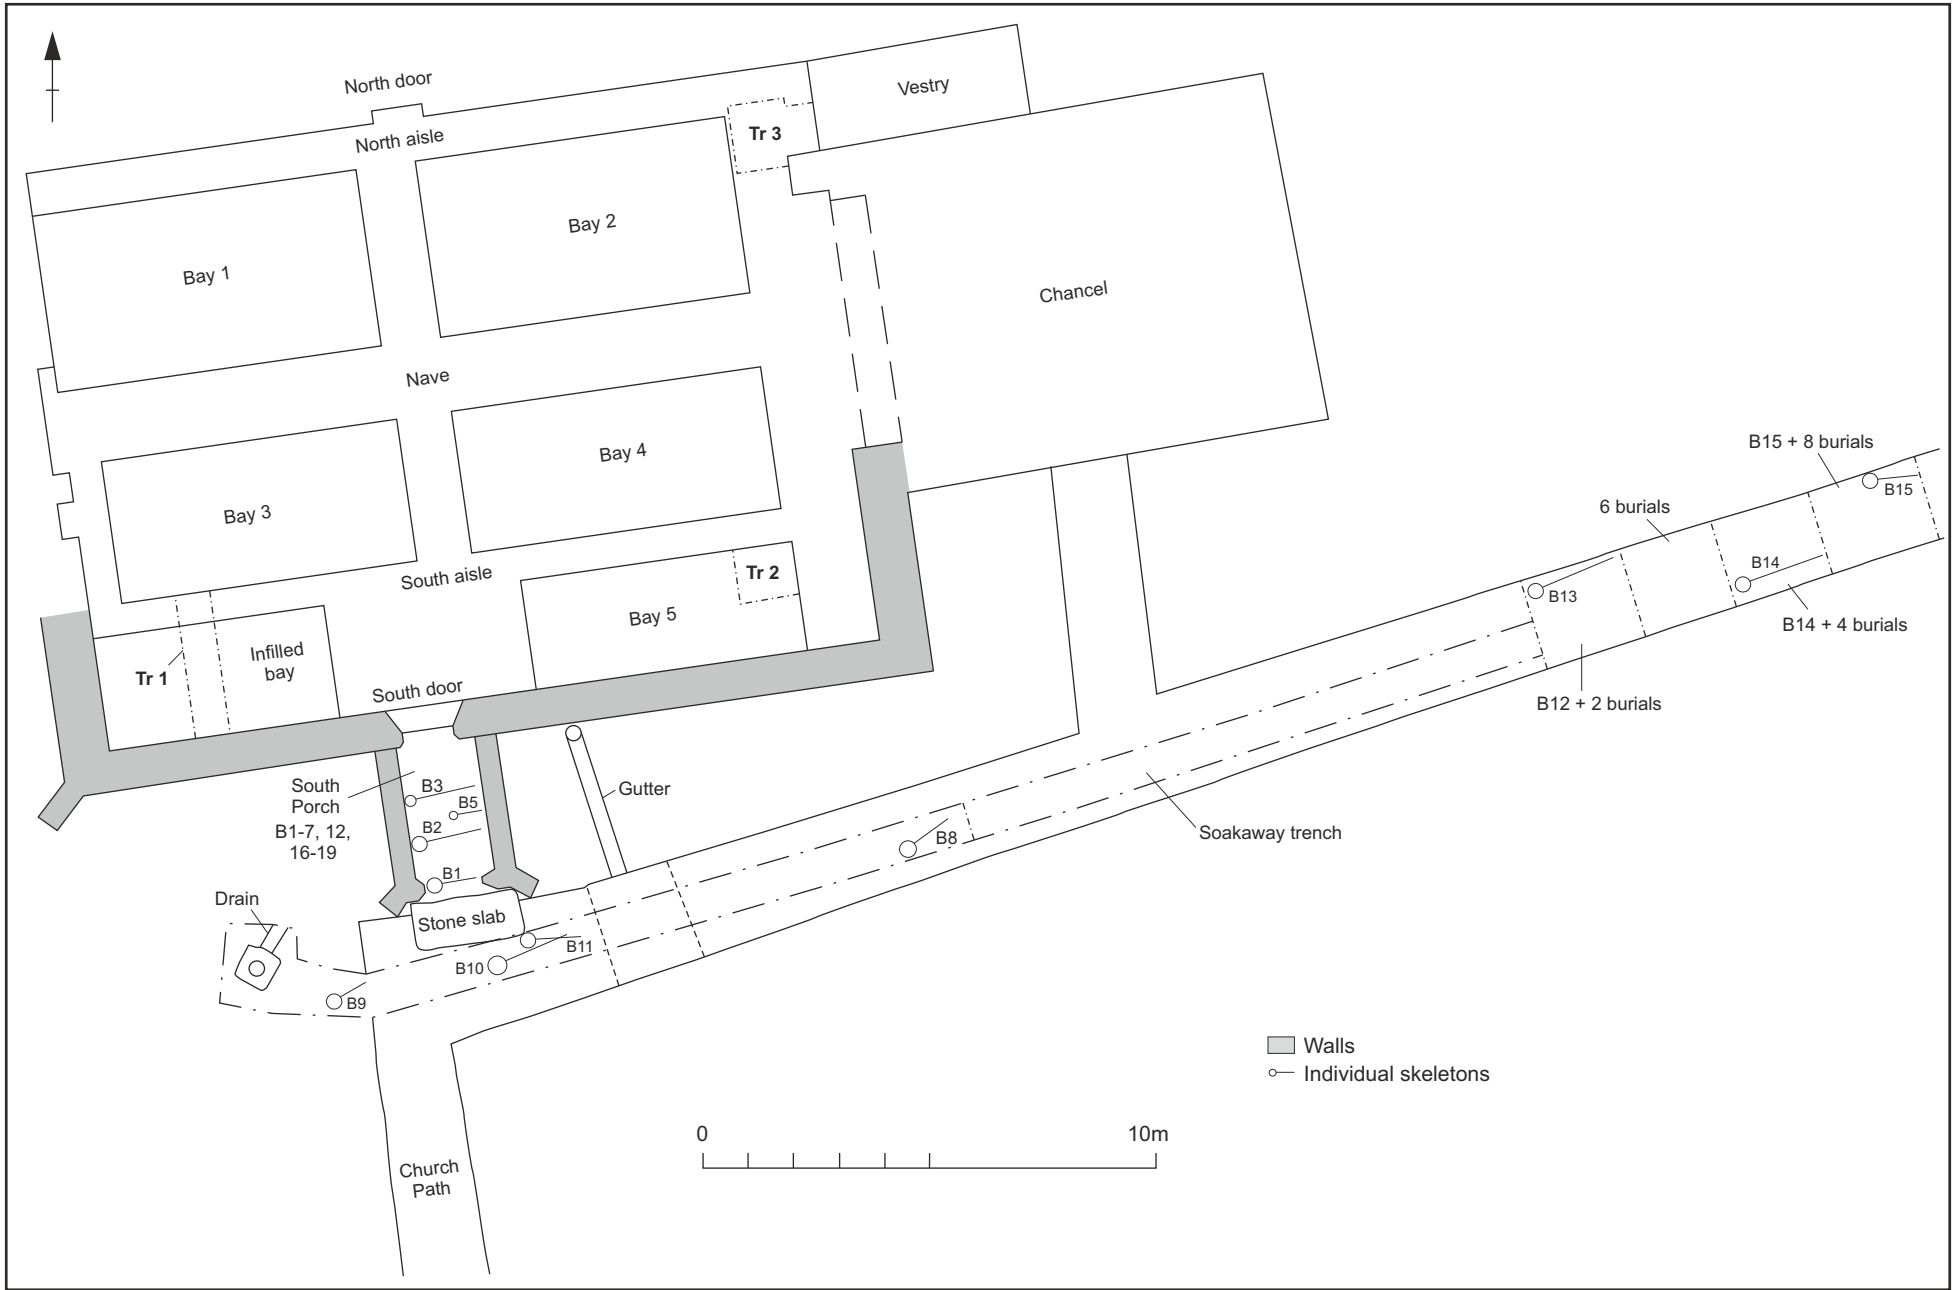 North door
North aisle
Vestry
Tr 3
Bay 2
Bay 1
Chancel
Nave
Bay 4
Bay 3
B15 + 8 burials
B15
6 burials
South aisle
Tr 2
B14
B13
Bay 5
B14 + 4 burials
Infilled
bay
Tr 1
South door
B12 + 2 burials
South
Porch
B1-7, 12,
16-19
B3
B5
B2
B1
Gutter
Soakaway trench
B8
Drain
Stone slab
B11
B10
B9
Walls
Individual skeletons
0
10m
Church
Path